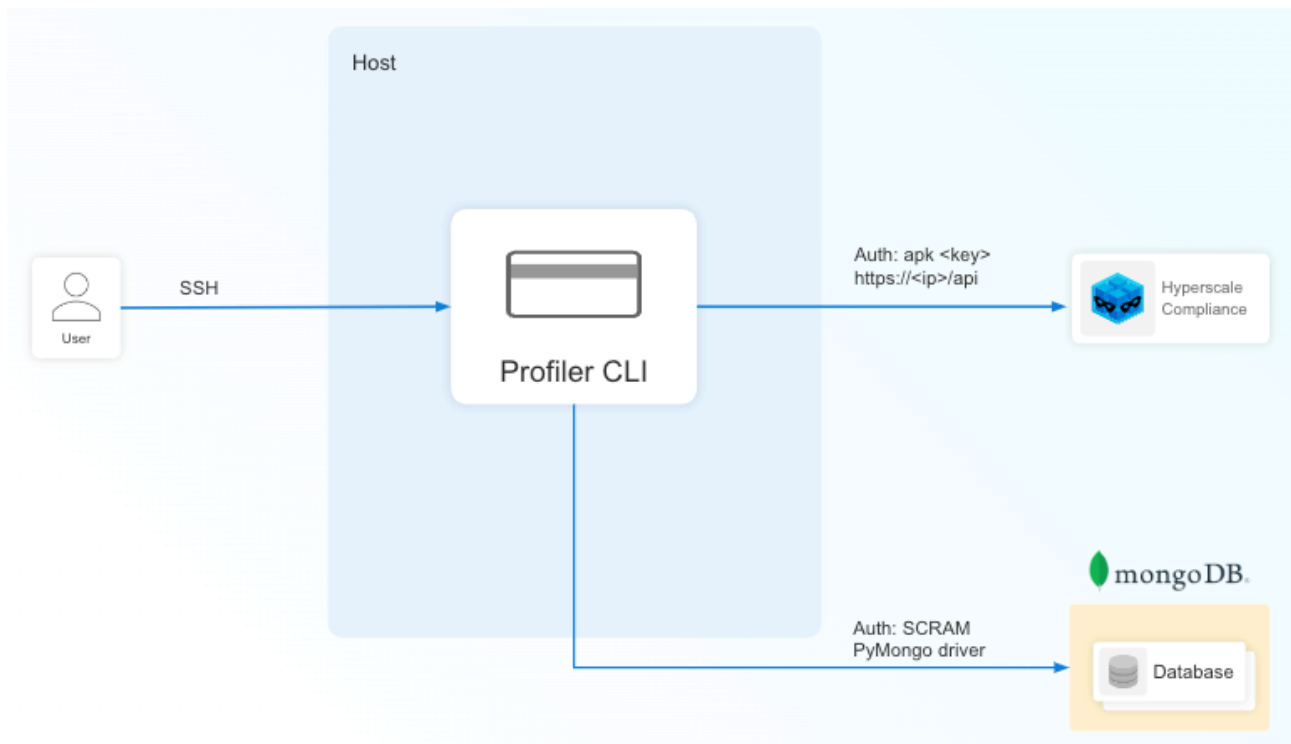 Host
SSH
User
Profiler CLI
Auth: apk <key>
https://<ip>/api
Hyperscale
Compliance
mongoDB
Auth: SCRAM
PyMongo driver
Database